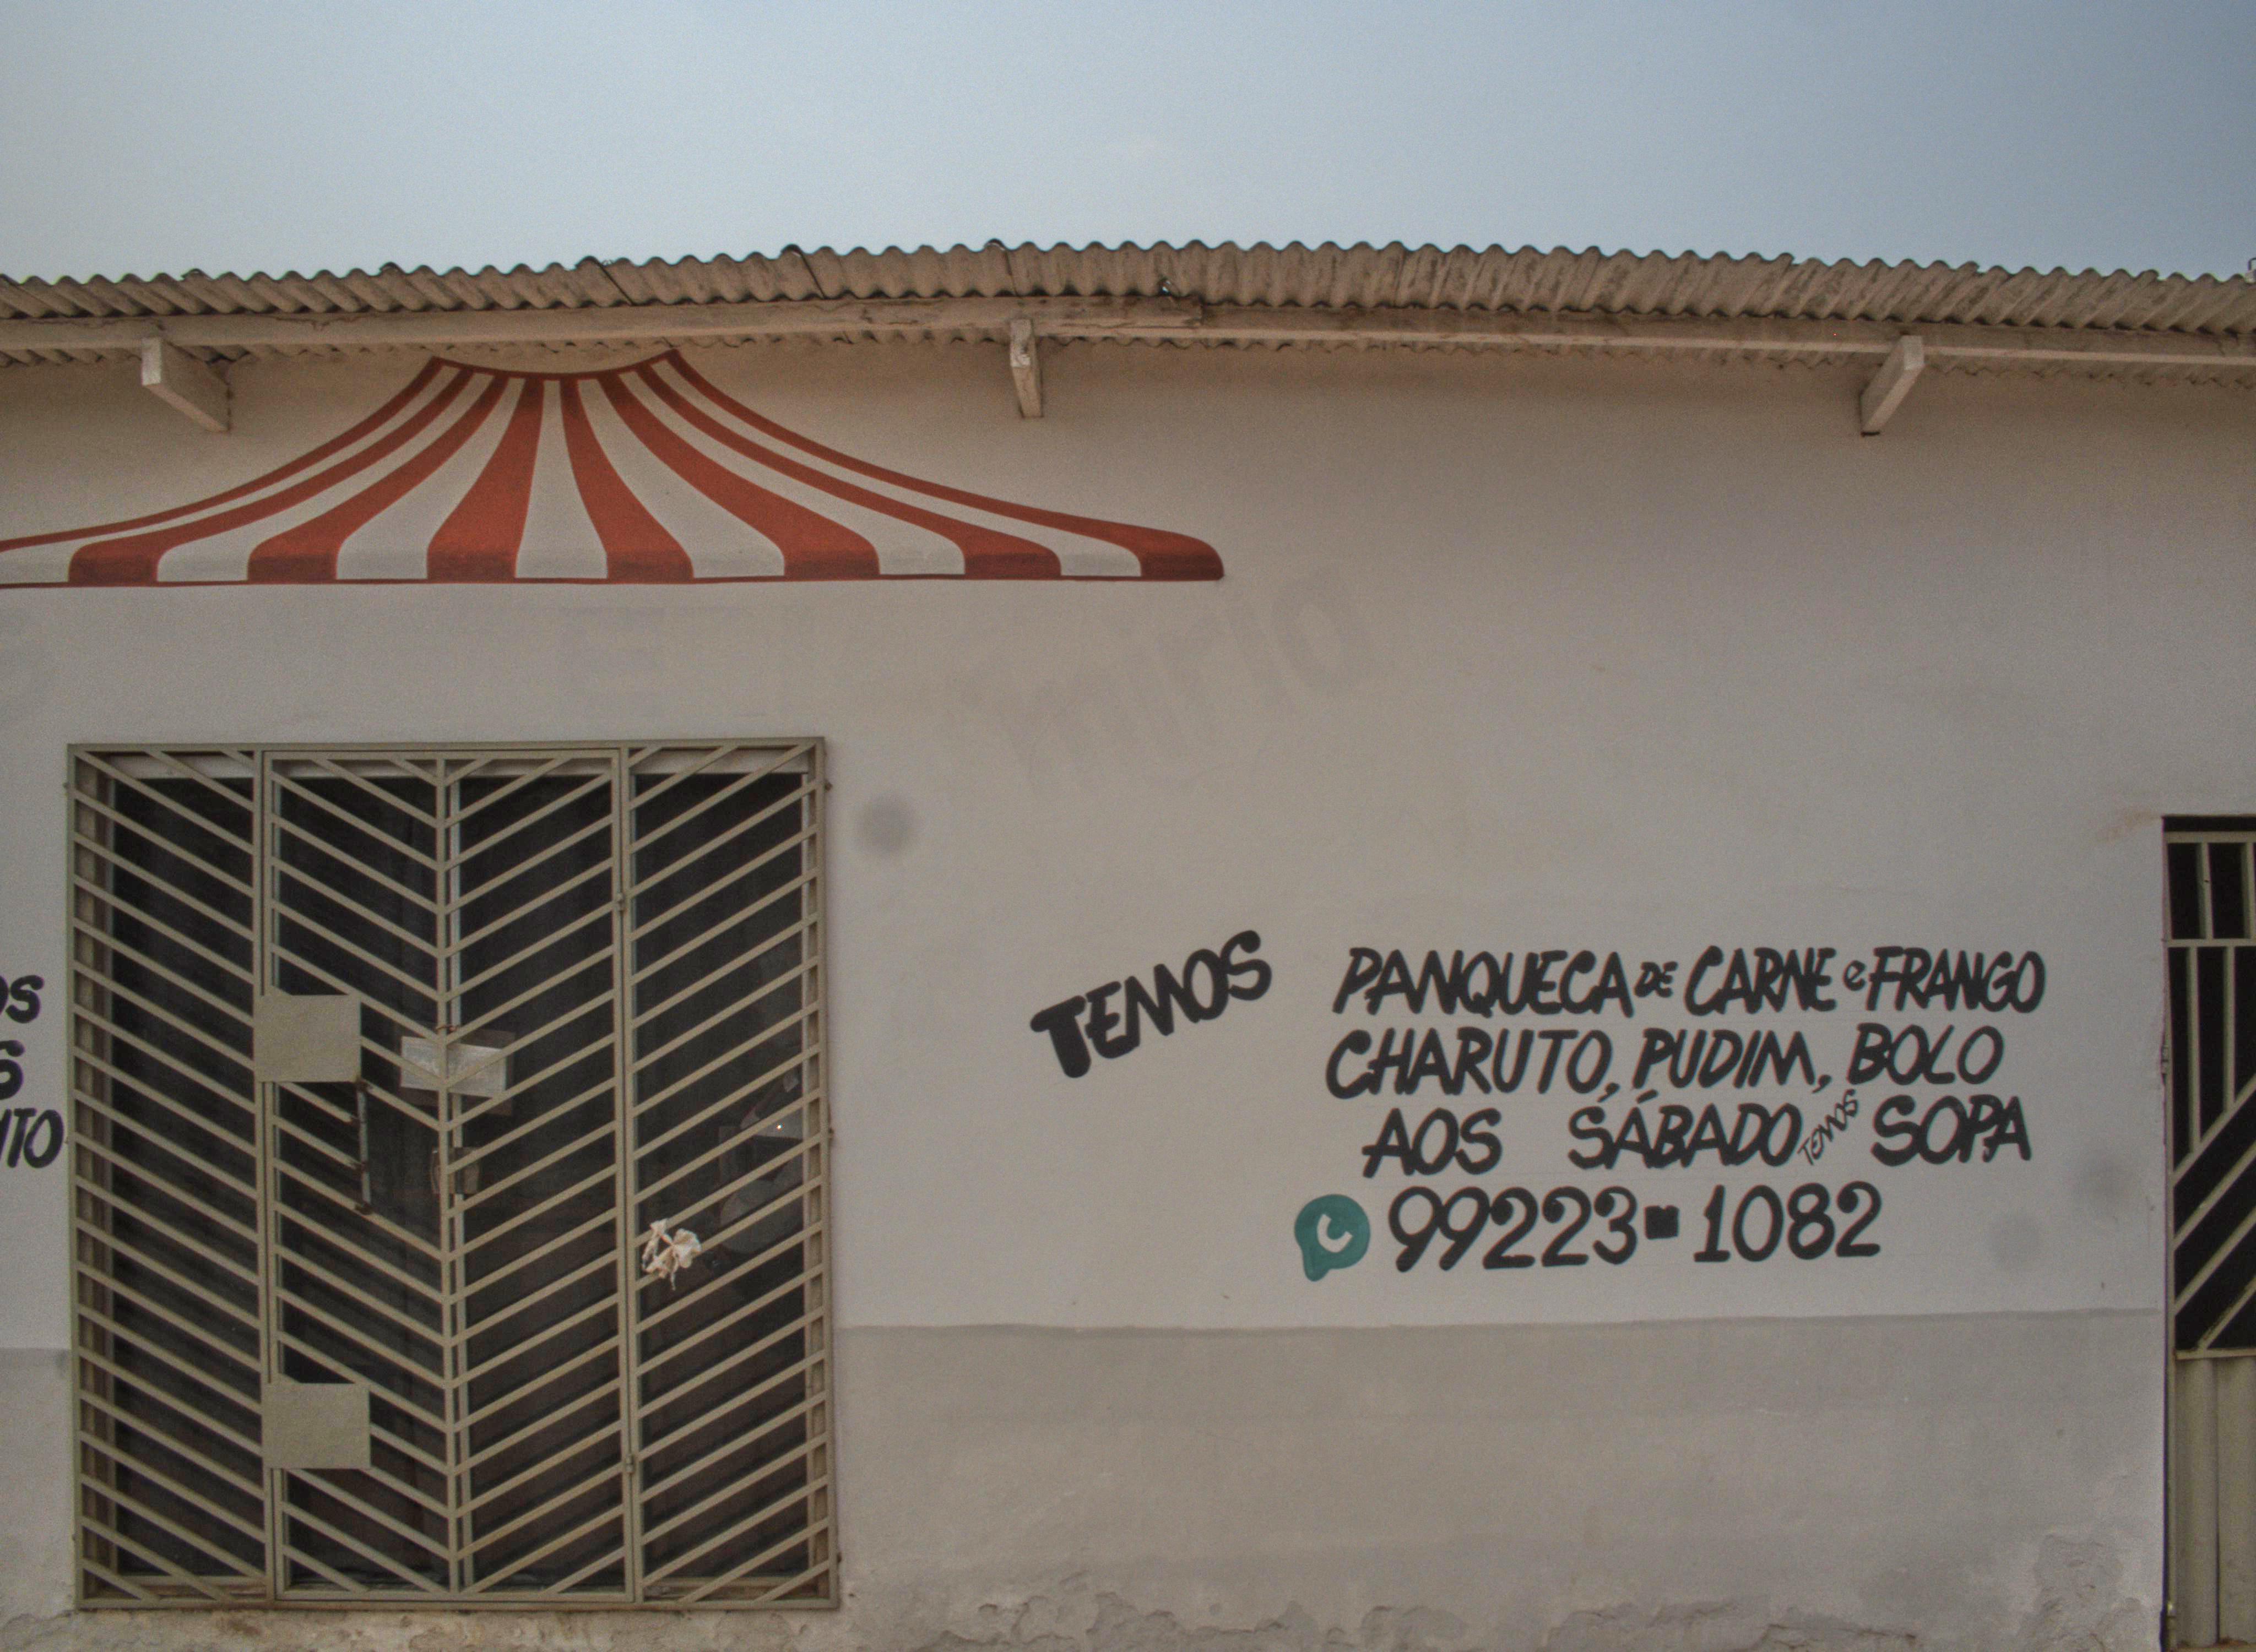 TEMOS
PANQUECA DE CARNE e FRANGO
CHARUTO, PUDIM, BOLO
AOS SÁBADO TEMOS SOPA
99223-1082